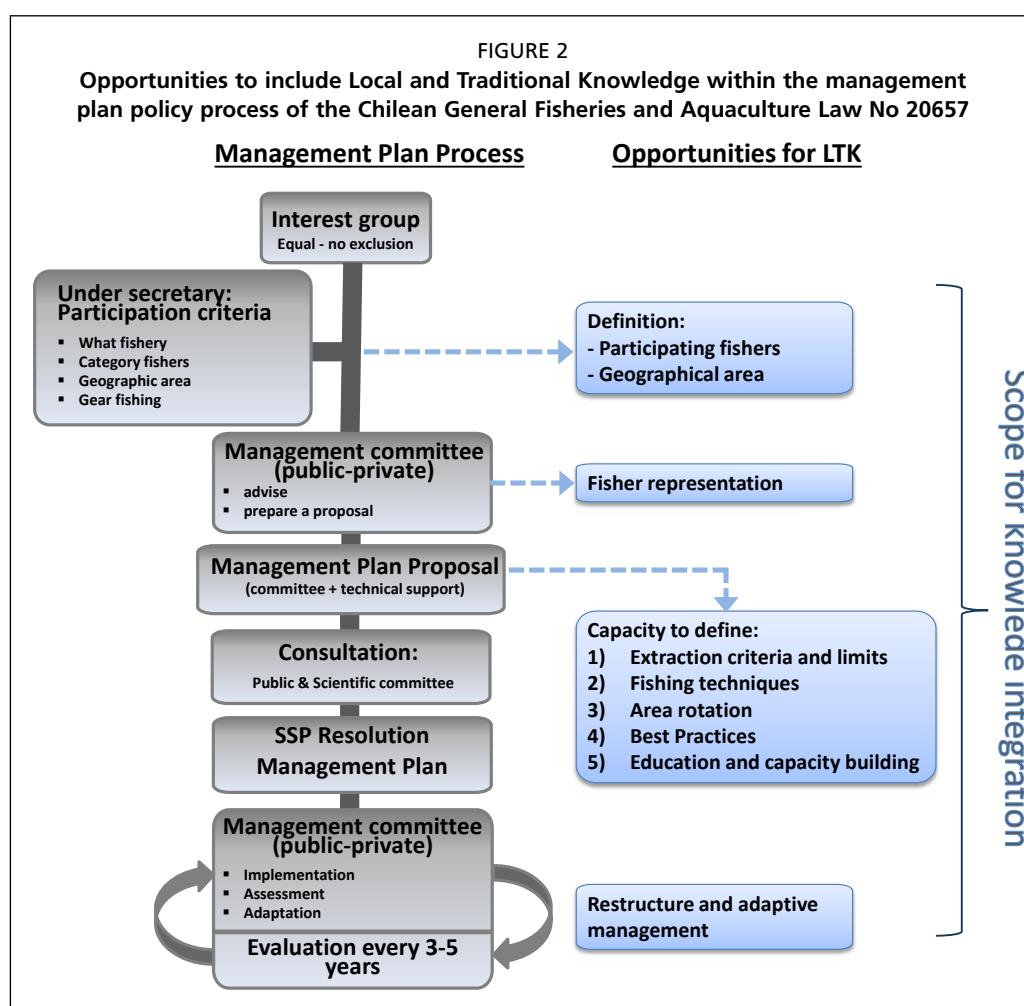 FIGURE 2
Opportunities to include Local and Traditional Knowledge within the management
plan policy process of the Chilean General Fisheries and Aquaculture Law No 20657
Management Plan Process
Opportunities for LTK
Interest group
Equal - no exclusion
Under secretary:
Participation criteria
▪ What fishery
▪ Category fishers
▪ Geographic area
▪ Gear fishing
Definition:
- Participating fishers
- Geographical area
Management committee
(public-private)
▪ advise
▪ prepare a proposal
Fisher representation
Management Plan Proposal
(committee + technical support)
Capacity to define:
1) Extraction criteria and limits
2) Fishing techniques
3) Area rotation
4) Best Practices
5) Education and capacity building
Consultation:
Public & Scientific committee
SSP Resolution
Management Plan
Management committee
(public-private)
▪ Implementation
▪ Assessment
▪ Adaptation
Evaluation every 3-5
years
Restructure and adaptive
management
Scope for Knowlede Integration